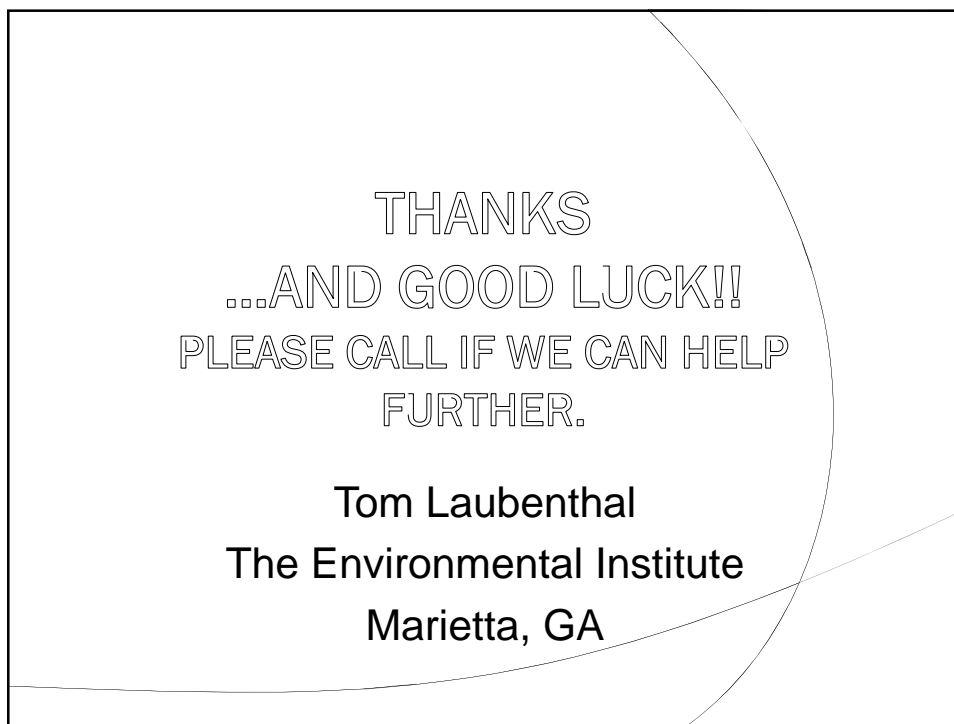 THANKS
...AND GOOD LUCK!!
PLEASE CALL IF WE CAN HELP
FURTHER.
Tom Laubenthal
The Environmental Institute
Marietta, GA